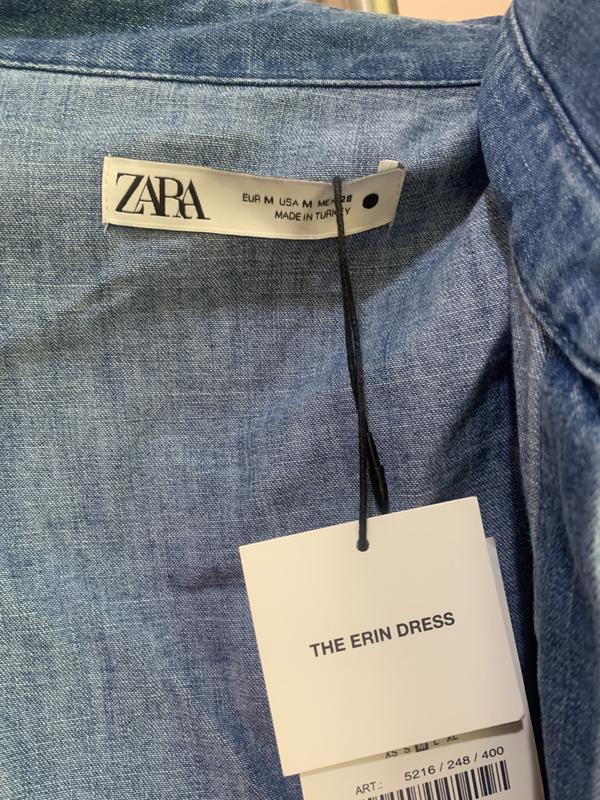 ZARA
EUR M USA M MEX 28
MADE IN TURKEY
THE ERIN DRESS
XS S M L XL
5216 / 248 / 400
ART.: